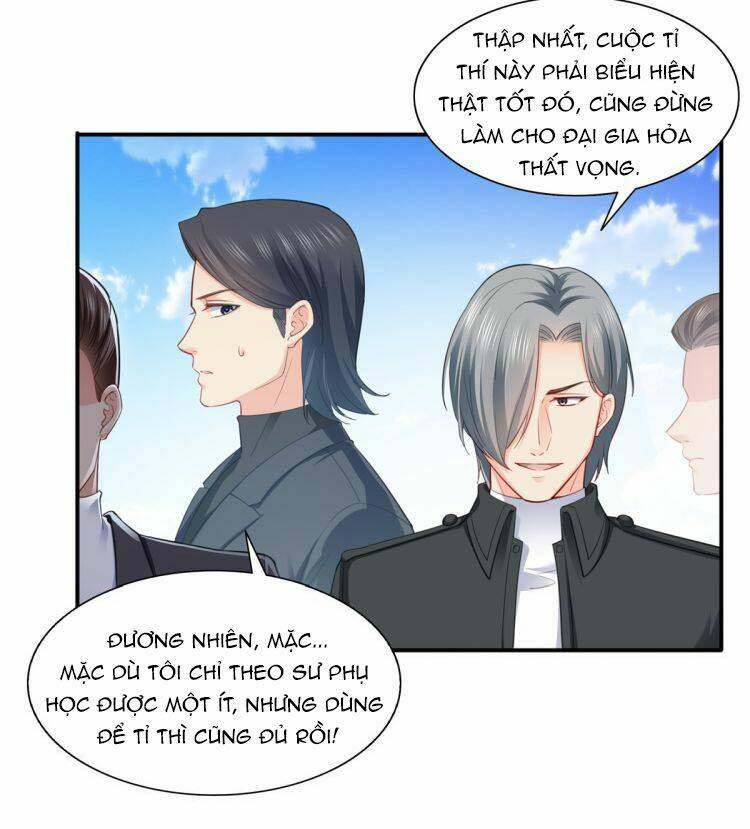 THẬP NHẤT, CUỘC TỈ
THÍ NÀY PHẢI BIỂU HIỆN
THẬT TỐT ĐÓ, CŨNG ĐỪNG
LÀM CHO ĐẠI GIA HỎA
THẤT VỌNG.
ĐƯƠNG NHIÊN, MẶC...
MẶC DÙ TÔI CHỈ THEO SƯ PHỤ
HỌC ĐƯỢC MỘT ÍT, NHƯNG DÙNG
ĐỂ TỈ THÌ CŨNG ĐỦ RỒI!